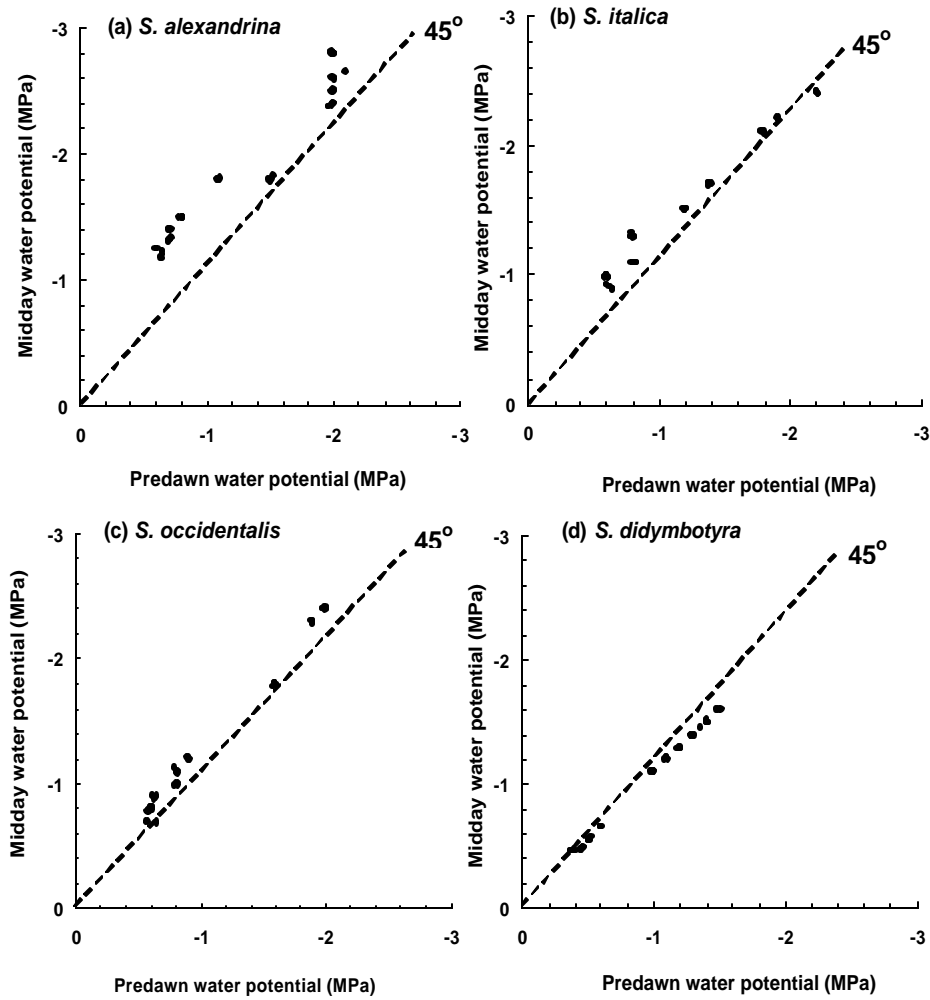 (a) S. alexandrina
45°
Midday water potential (MPa)
-3
-2
-1
0
0 -1 -2 -3
Predawn water potential (MPa)
(b) S. italica
45°
Midday water potential (MPa)
-3
-2
-1
0
0 -1 -2 -3
Predawn water potential (MPa)
(c) S. occidentalis
45°
Midday water potential (MPa)
-3
-2
-1
0
0 -1 -2 -3
Predawn water potential (MPa)
(d) S. didymbotyra
45°
Midday water potential (MPa)
-3
-2
-1
0
0 -1 -2 -3
Predawn water potential (MPa)